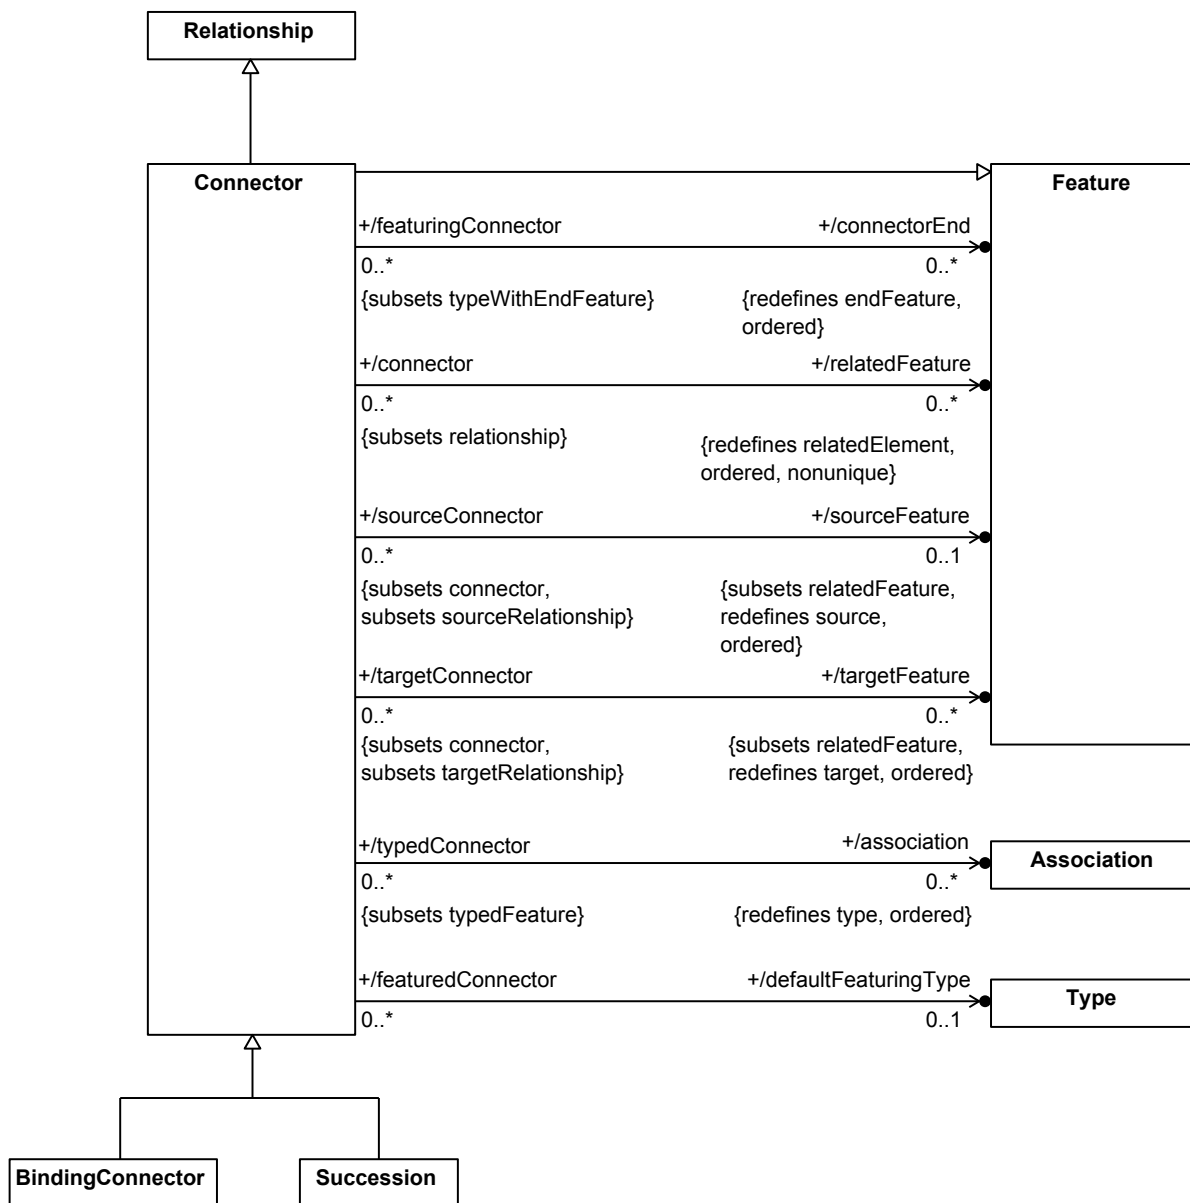 Relationship
Connector
Feature
+/featuringConnector
+/connectorEnd
0..*
0..*
{subsets typeWithEndFeature}
{redefines endFeature,
ordered}
+/connector
+/relatedFeature
0..*
0..*
{subsets relationship}
{redefines relatedElement,
ordered, nonunique}
+/sourceConnector
+/sourceFeature
0..*
0..1
{subsets connector,
subsets sourceRelationship}
{subsets relatedFeature,
redefines source,
ordered}
+/targetConnector
+/targetFeature
0..*
0..*
{subsets connector,
subsets targetRelationship}
{subsets relatedFeature,
redefines target, ordered}
+/typedConnector
+/association
Association
0..*
0..*
{subsets typedFeature}
{redefines type, ordered}
+/featuredConnector
+/defaultFeaturingType
Type
0..*
0..1
BindingConnector
Succession